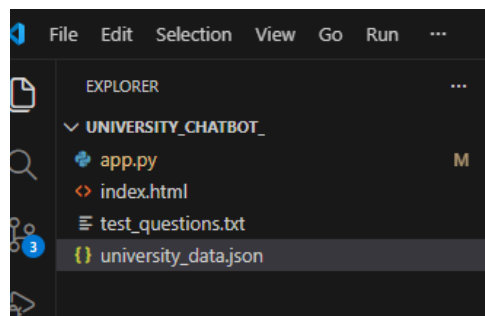 File Edit Selection View Go Run ...
EXPLORER ...
UNIVERSITY_CHATBOT_
app.py M
<> index.html
test_questions.txt
3
{} university_data.json